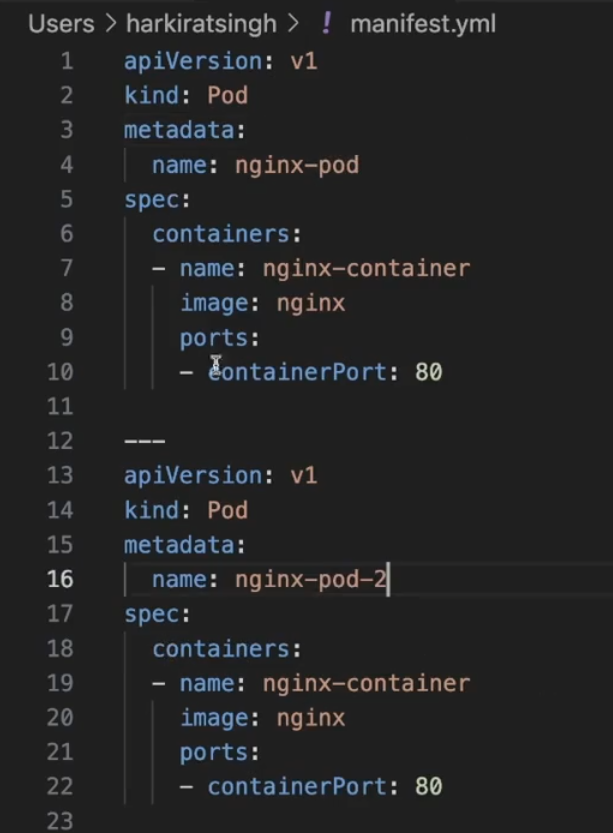 Users > harkiratsingh > ! manifest.yml
1 apiVersion: v1
2 kind: Pod
3 metadata:
4   name: nginx-pod
5 spec:
6   containers:
7   - name: nginx-container
8     image: nginx
9     ports:
10     - containerPort: 80
11
12 ---
13 apiVersion: v1
14 kind: Pod
15 metadata:
16   name: nginx-pod-2
17 spec:
18   containers:
19   - name: nginx-container
20     image: nginx
21     ports:
22     - containerPort: 80
23